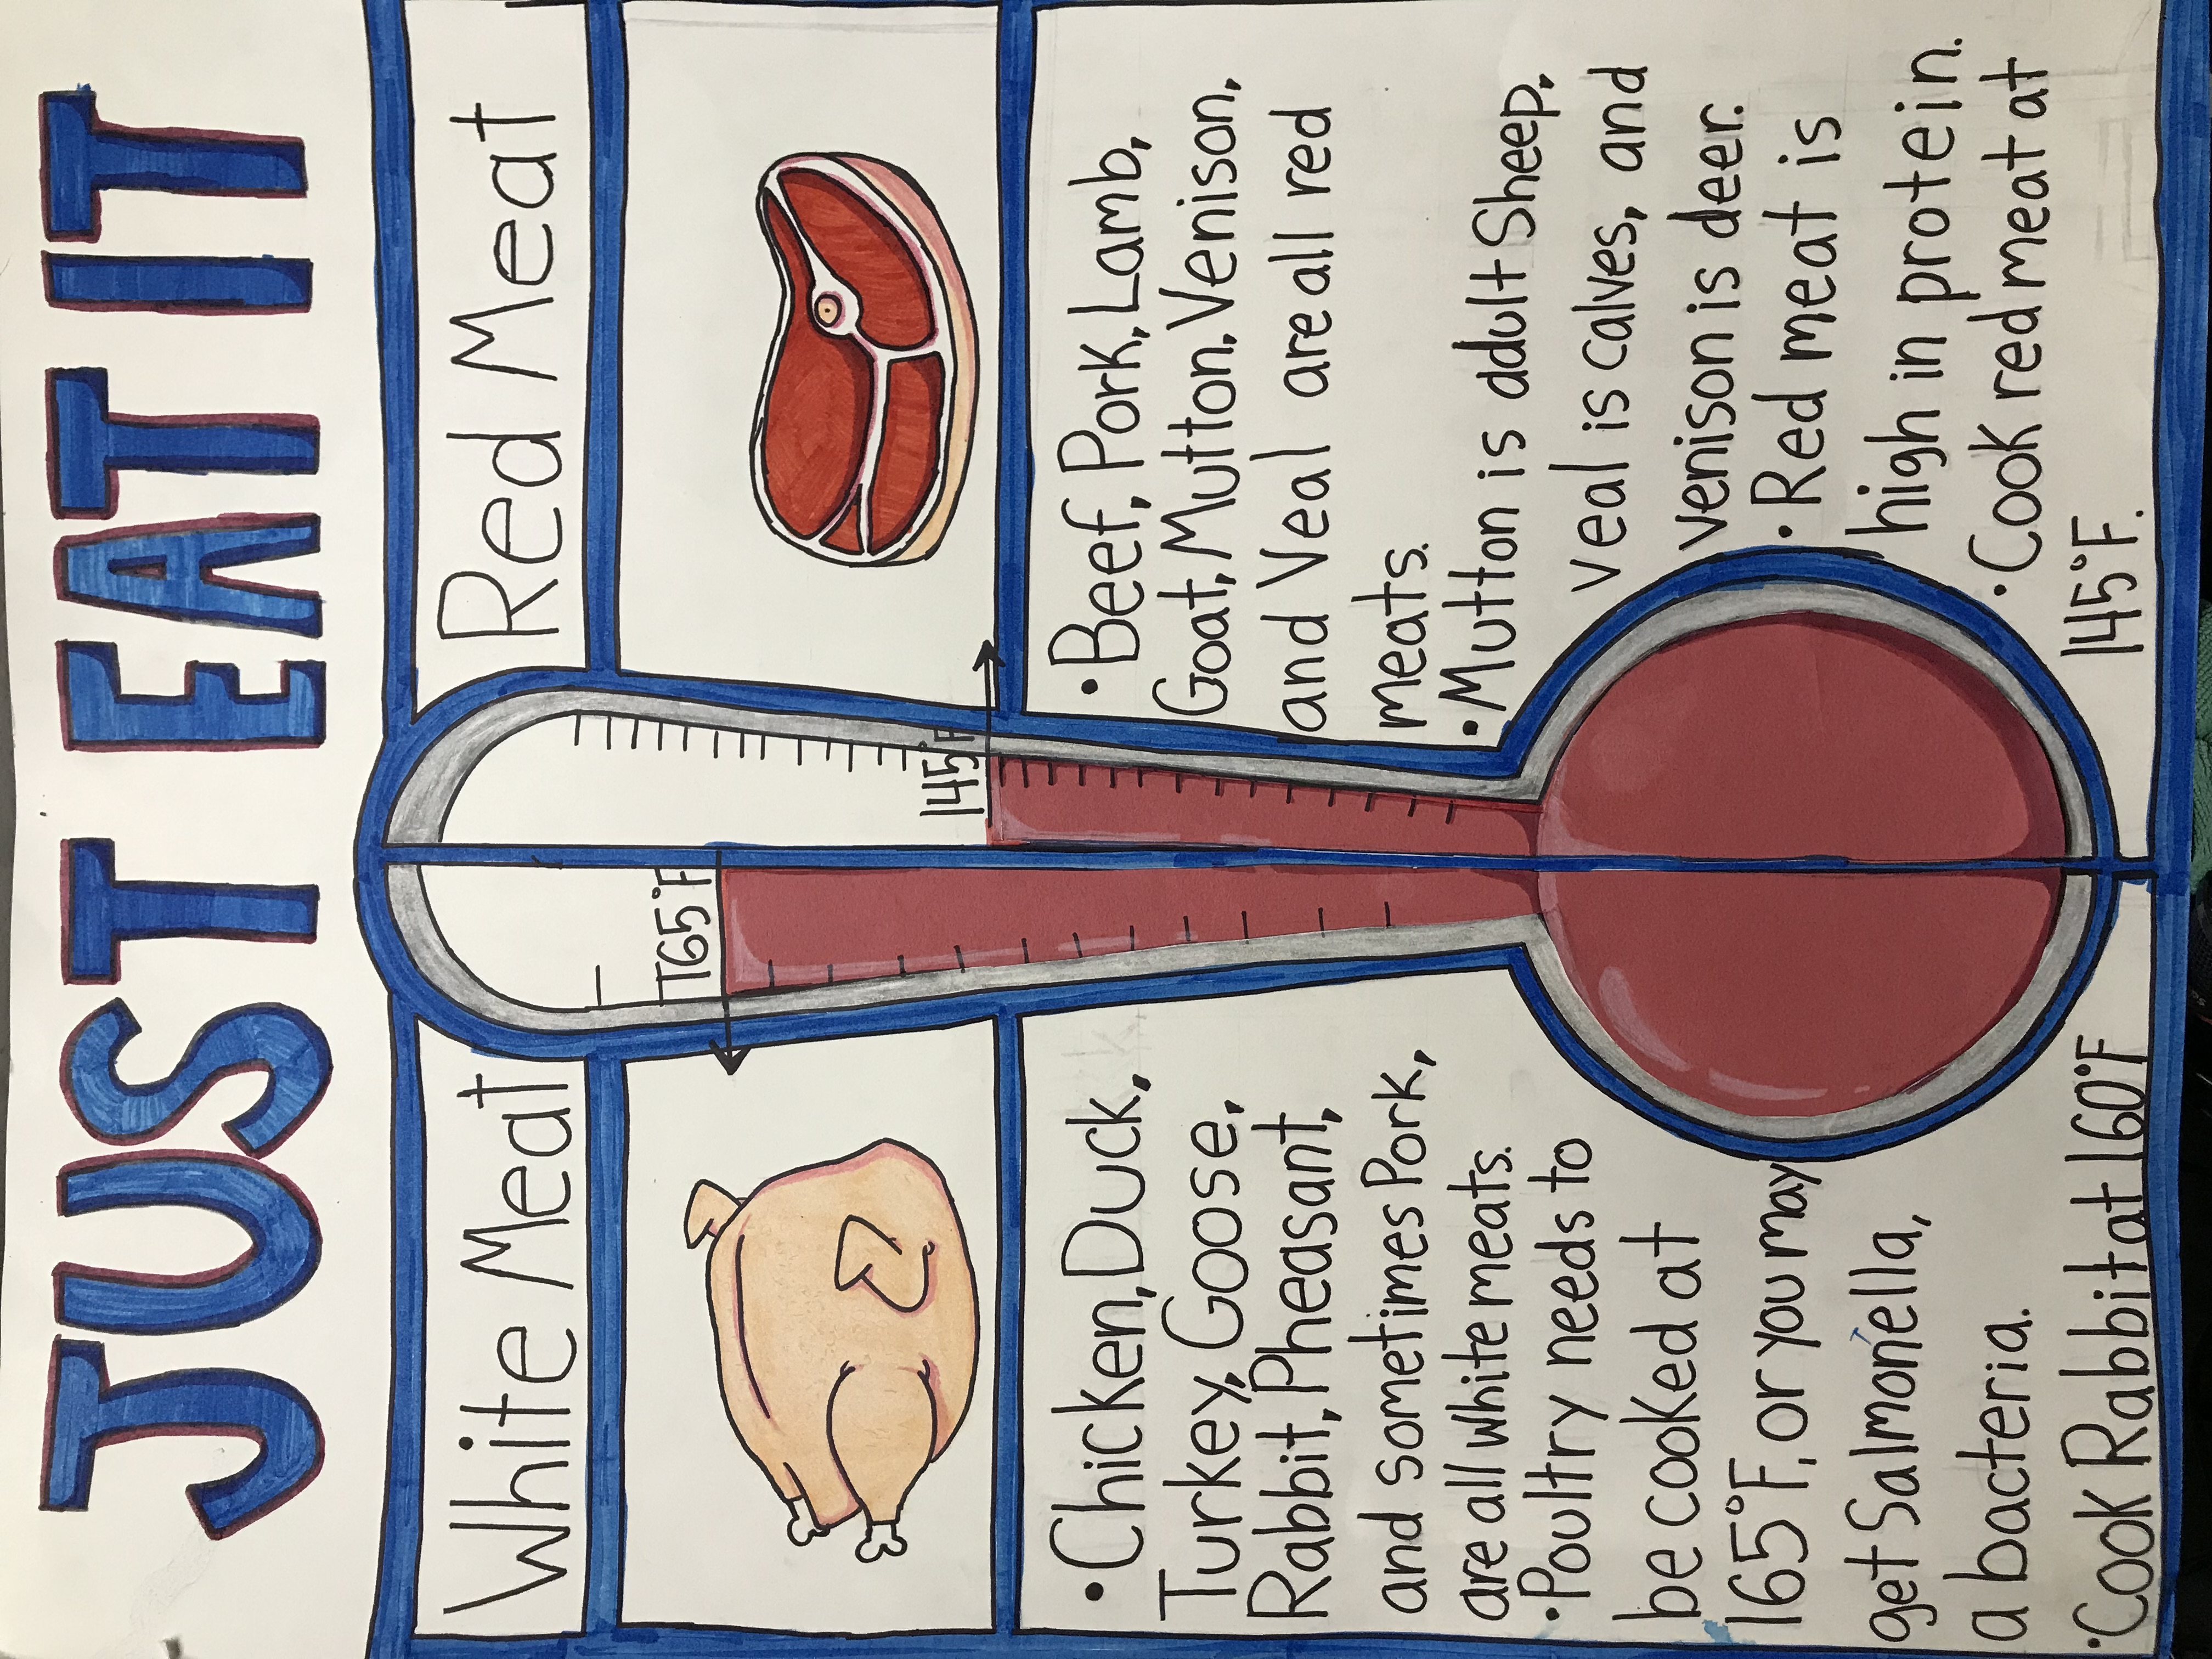 JUST EAT IT
White Meat
165°F
•Chicken, Duck,
Turkey, Goose,
Rabbit, Pheasant,
and sometimes Pork,
are all white meats.
•Poultry needs to
be cooked at
165°F, or you may
get Salmonella,
a bacteria.
•Cook Rabbit at 160°F
Red Meat
145°F
•Beef, Pork, Lamb,
Goat, Mutton, Venison,
and Veal are all red
meats.
•Mutton is adult Sheep,
veal is calves, and
venison is deer.
•Red meat is
high in protein.
•Cook red meat at
145°F.